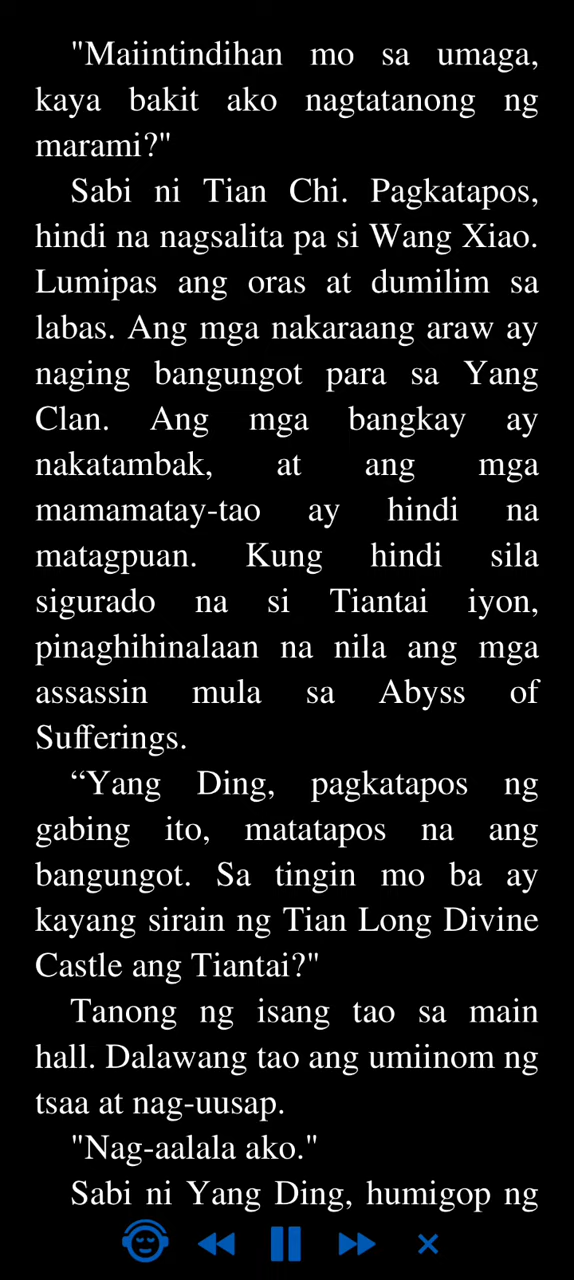 "Maiintindihan mo sa umaga,
kaya bakit ako nagtatanong ng
marami?"
Sabi ni Tian Chi. Pagkatapos,
hindi na nagsalita pa si Wang Xiao.
Lumipas ang oras at dumilim sa
labas. Ang mga nakaraang araw ay
naging bangungot para sa Yang
Clan. Ang mga bangkay ay
nakatambak, at ang mga
mamamatay-tao ay hindi na
matagpuan. Kung hindi sila
sigurado na si Tiantai iyon,
pinaghihinalaan na nila ang mga
assassin mula sa Abyss of
Sufferings.
“Yang Ding, pagkatapos ng
gabing ito, matatapos na ang
bangungot. Sa tingin mo ba ay
kayang sirain ng Tian Long Divine
Castle ang Tiantai?"
Tanong ng isang tao sa main
hall. Dalawang tao ang umiinom ng
tsaa at nag-uusap.
"Nag-aalala ako."
Sabi ni Yang Ding, humigop ng